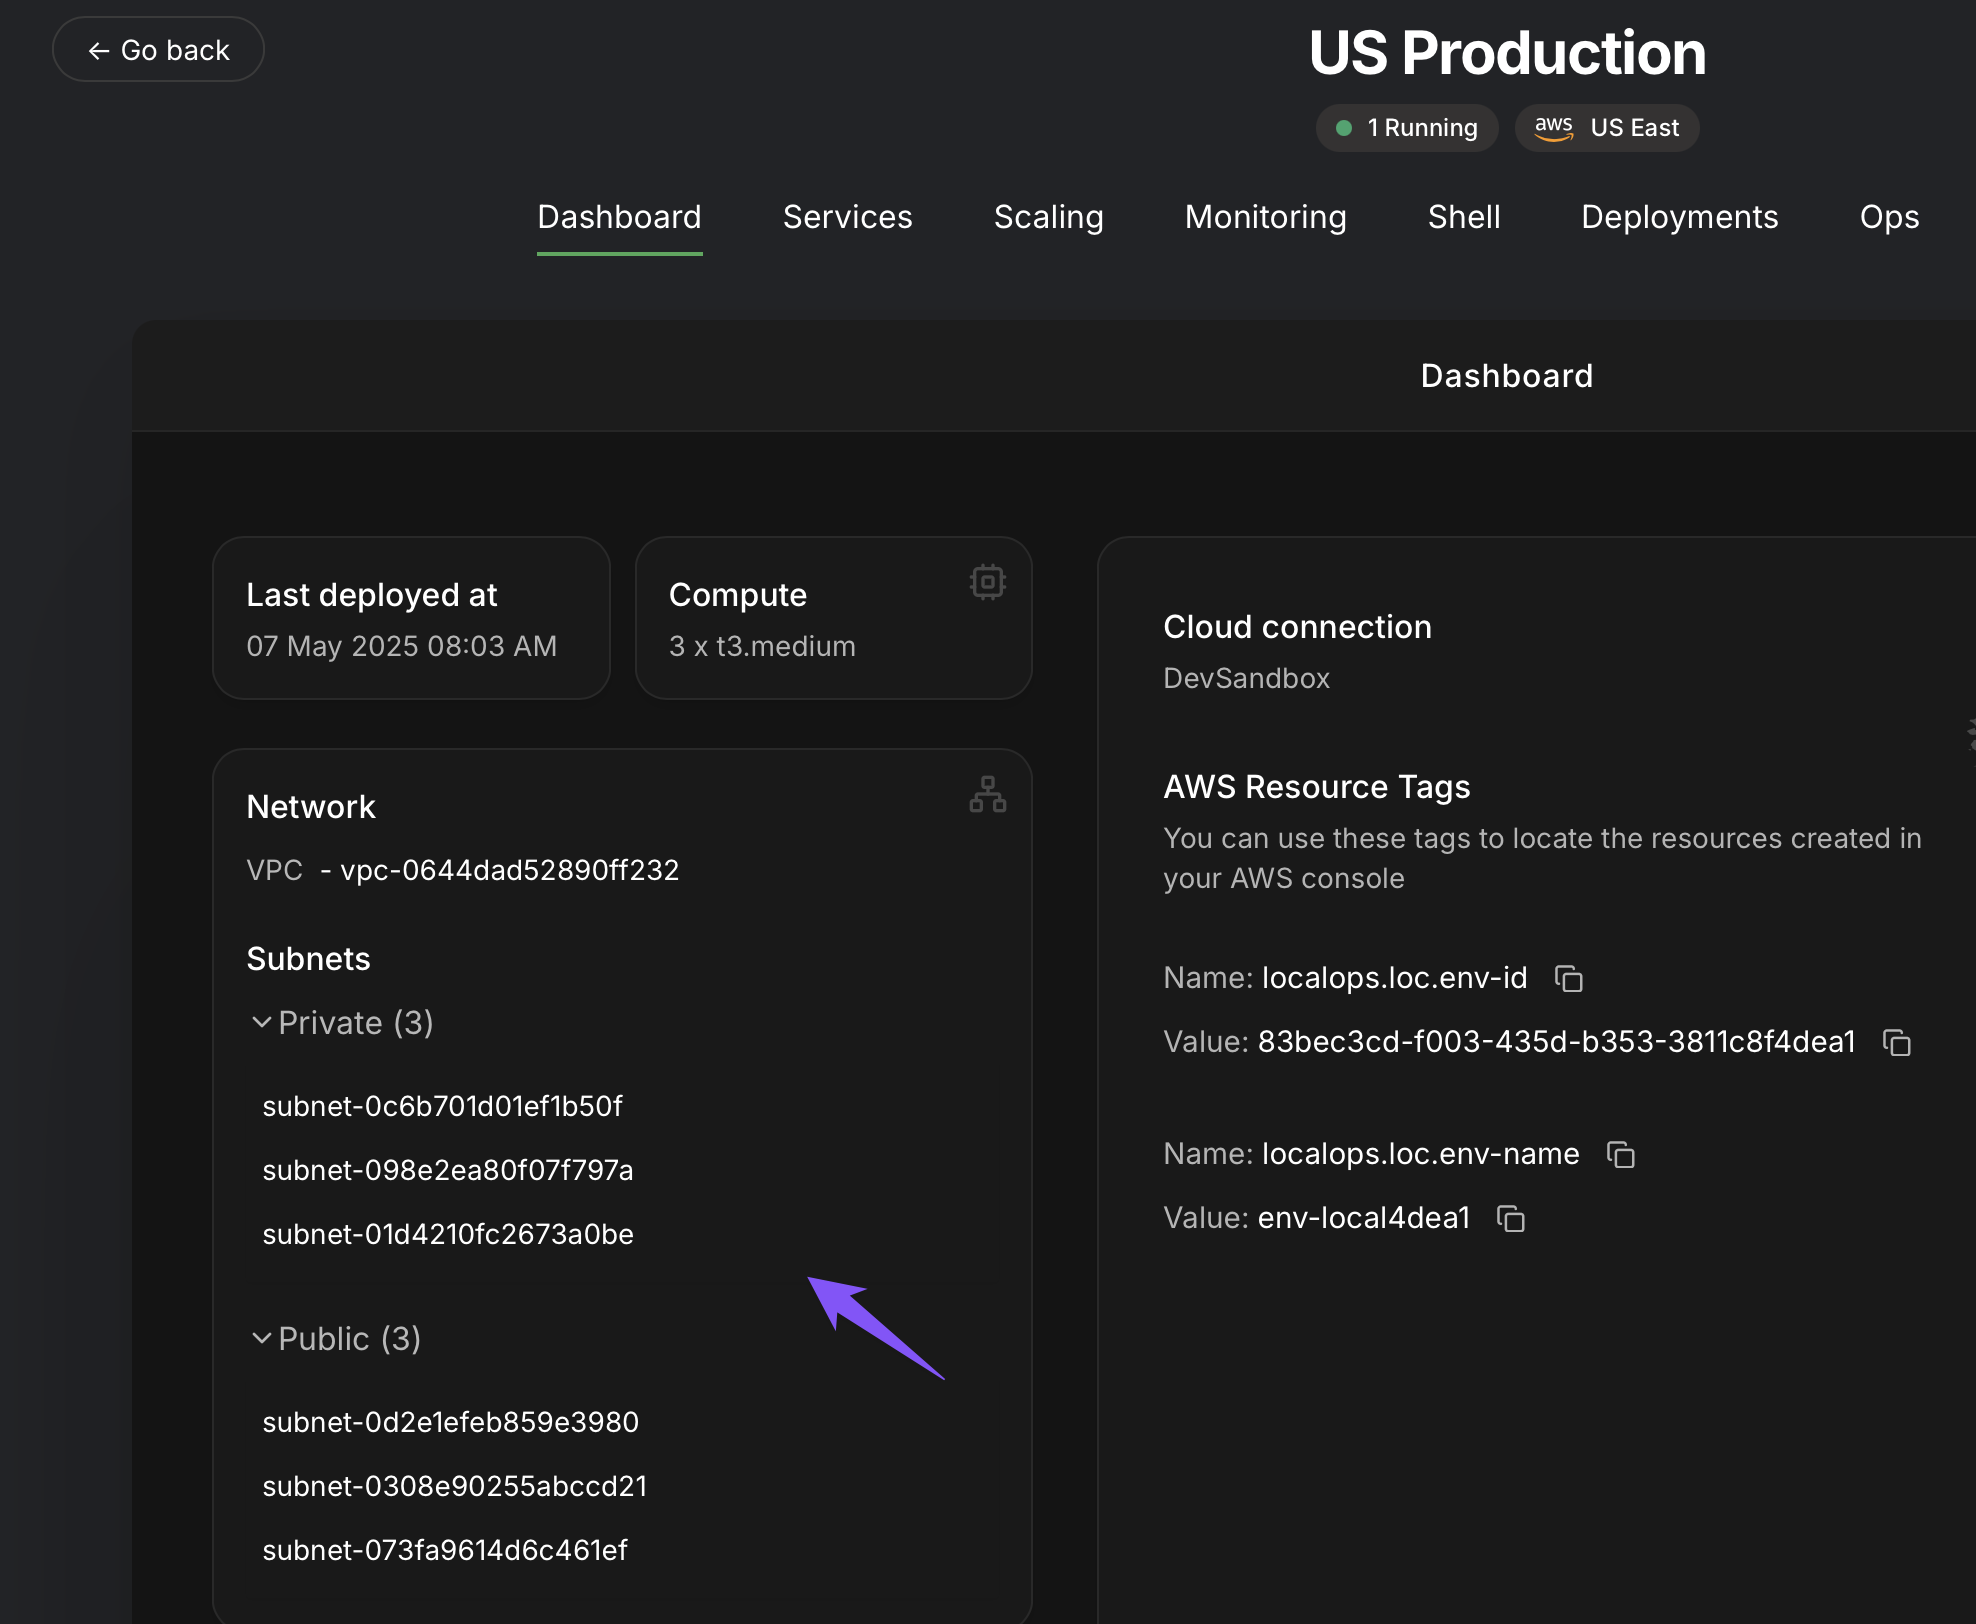 ← Go back
US Production
1 Running
aws US East
Dashboard Services Scaling Monitoring Shell Deployments Ops
Dashboard
Last deployed at
07 May 2025 08:03 AM
Compute
3 x t3.medium
Network
VPC - vpc-0644dad52890ff232
Subnets
Private (3)
subnet-0c6b701d01ef1b50f
subnet-098e2ea80f07f797a
subnet-01d4210fc2673a0be
Public (3)
subnet-0d2e1efeb859e3980
subnet-0308e90255abccd21
subnet-073fa9614d6c461ef
Cloud connection
DevSandbox
AWS Resource Tags
You can use these tags to locate the resources created in
your AWS console
Name: localops.loc.env-id
Value: 83bec3cd-f003-435d-b353-3811c8f4dea1
Name: localops.loc.env-name
Value: env-local4dea1